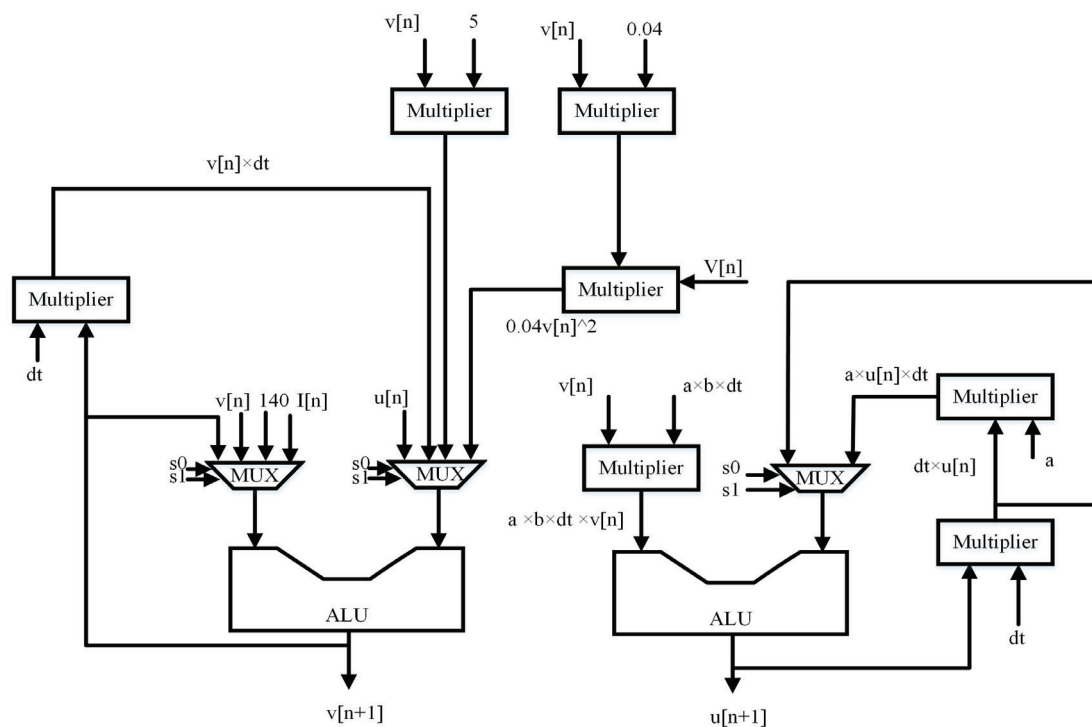 v[n]
5
v[n]
0.04
Multiplier
Multiplier
v[n]×dt
Multiplier
Multiplier
V[n]
0.04v[n]^2
dt
v[n]
140
I[n]
u[n]
v[n]
a×b×dt
a×u[n]×dt
Multiplier
s0
s1
MUX
s0
s1
MUX
Multiplier
s0
s1
MUX
dt×u[n]
a
a ×b×dt ×v[n]
Multiplier
ALU
ALU
dt
v[n+1]
u[n+1]